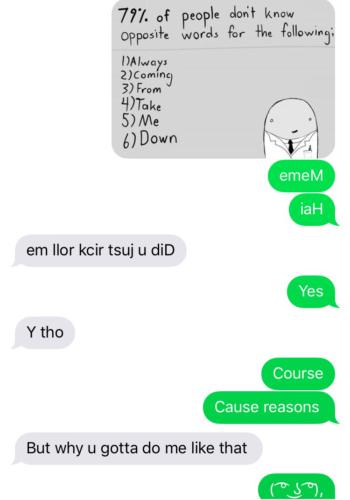 79% of people don't know
opposite words for the following:
1) Always
2) Coming
3) From
4) Take
5) Me
6) Down
emeM
iaH
em llor kcir tsuj u diD
Yes
Y tho
Course
Cause reasons
But why u gotta do me like that